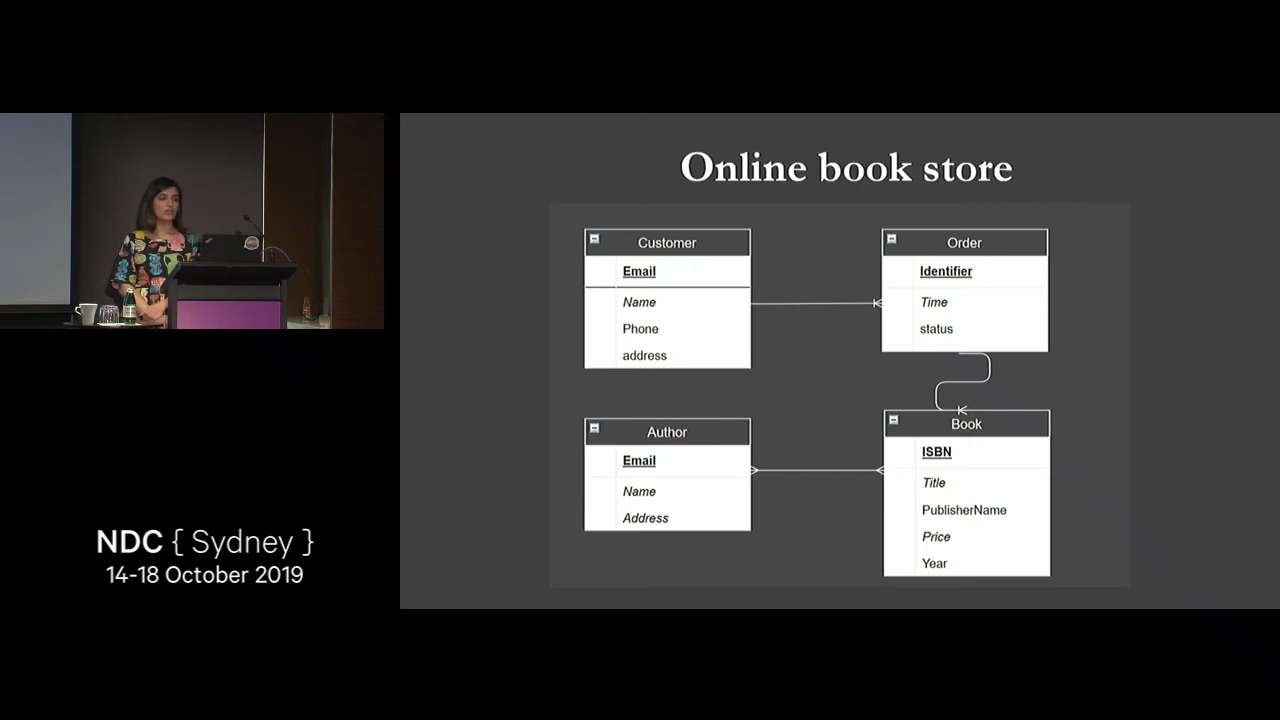 Online book store
Customer
Email
Name
Phone
address
Order
Identifier
Time
status
Author
Email
Name
Address
Book
ISBN
Title
PublisherName
Price
Year
NDC { Sydney }
14-18 October 2019